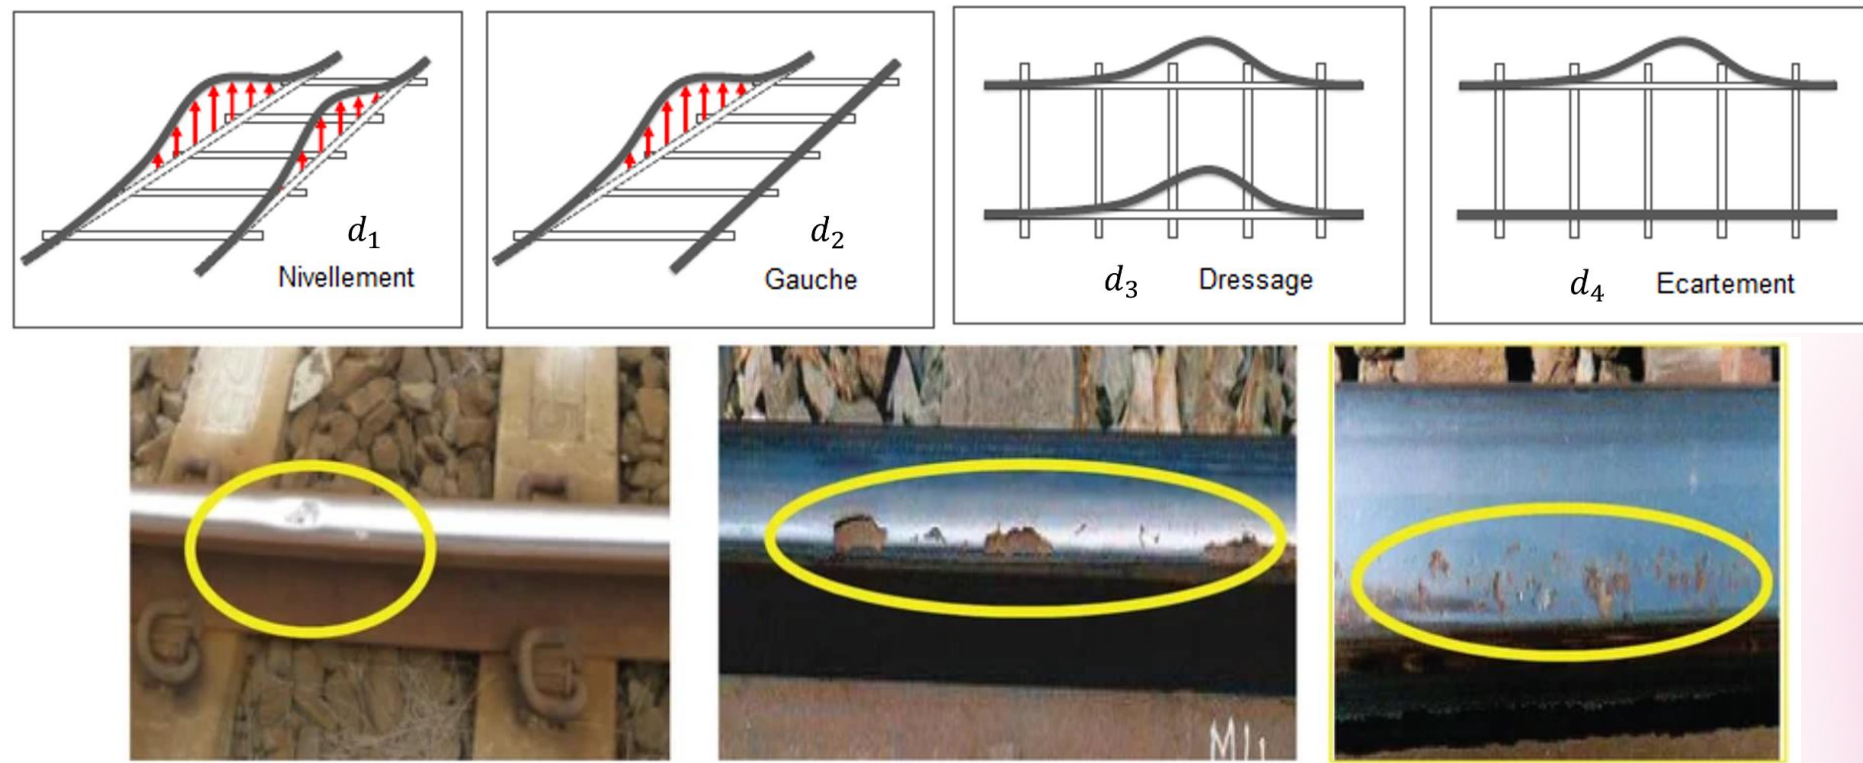 d₁
Nivellement
d₂
Gauche
d₃ Dressage
d₄ Ecartement